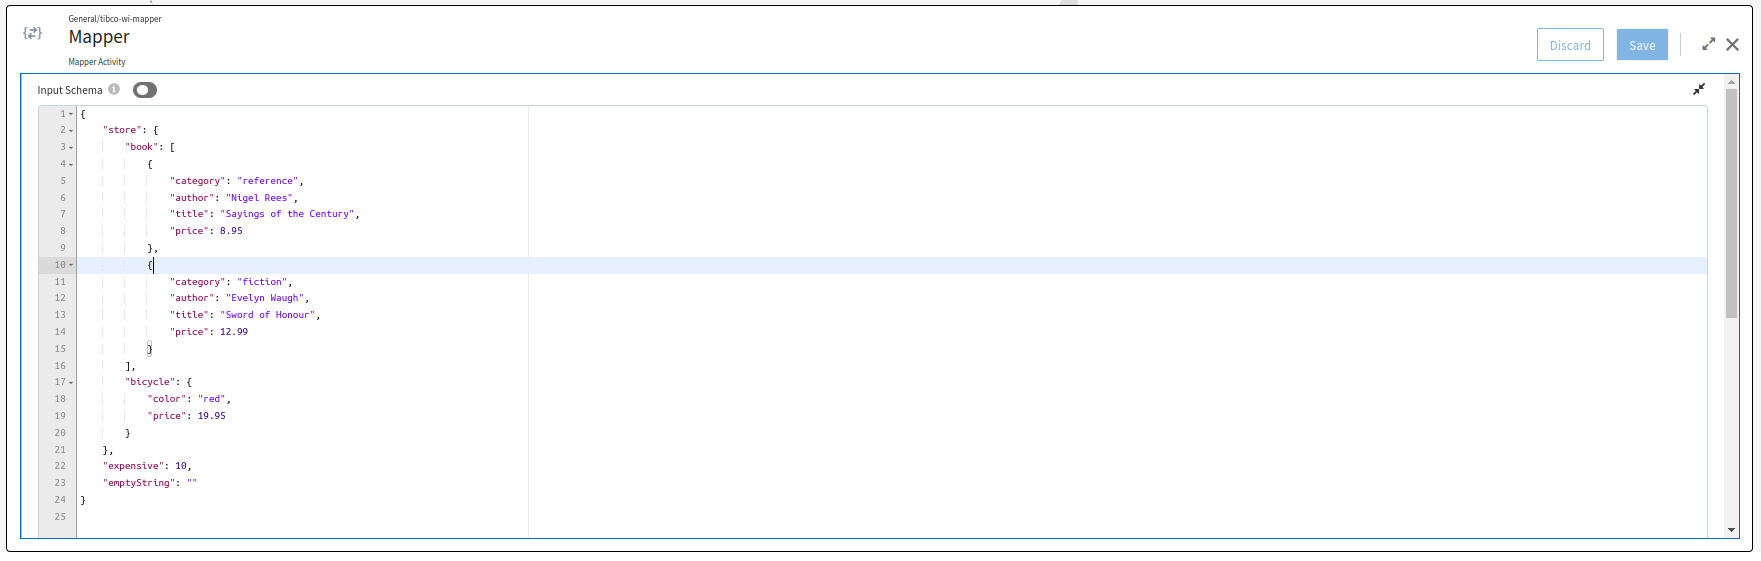 General/tibco-wi-mapper
Mapper
Mapper Activity
Discard
Save
Input Schema
1 {
2 "store": {
3 "book": [
4 {
5 "category": "reference",
6 "author": "Nigel Rees",
7 "title": "Sayings of the Century",
8 "price": 8.95
9 },
10 {
11 "category": "fiction",
12 "author": "Evelyn Waugh",
13 "title": "Sword of Honour",
14 "price": 12.99
15 }
16 ],
17 "bicycle": {
18 "color": "red",
19 "price": 19.95
20 }
21 },
22 "expensive": 10,
23 "emptyString": ""
24 }
25